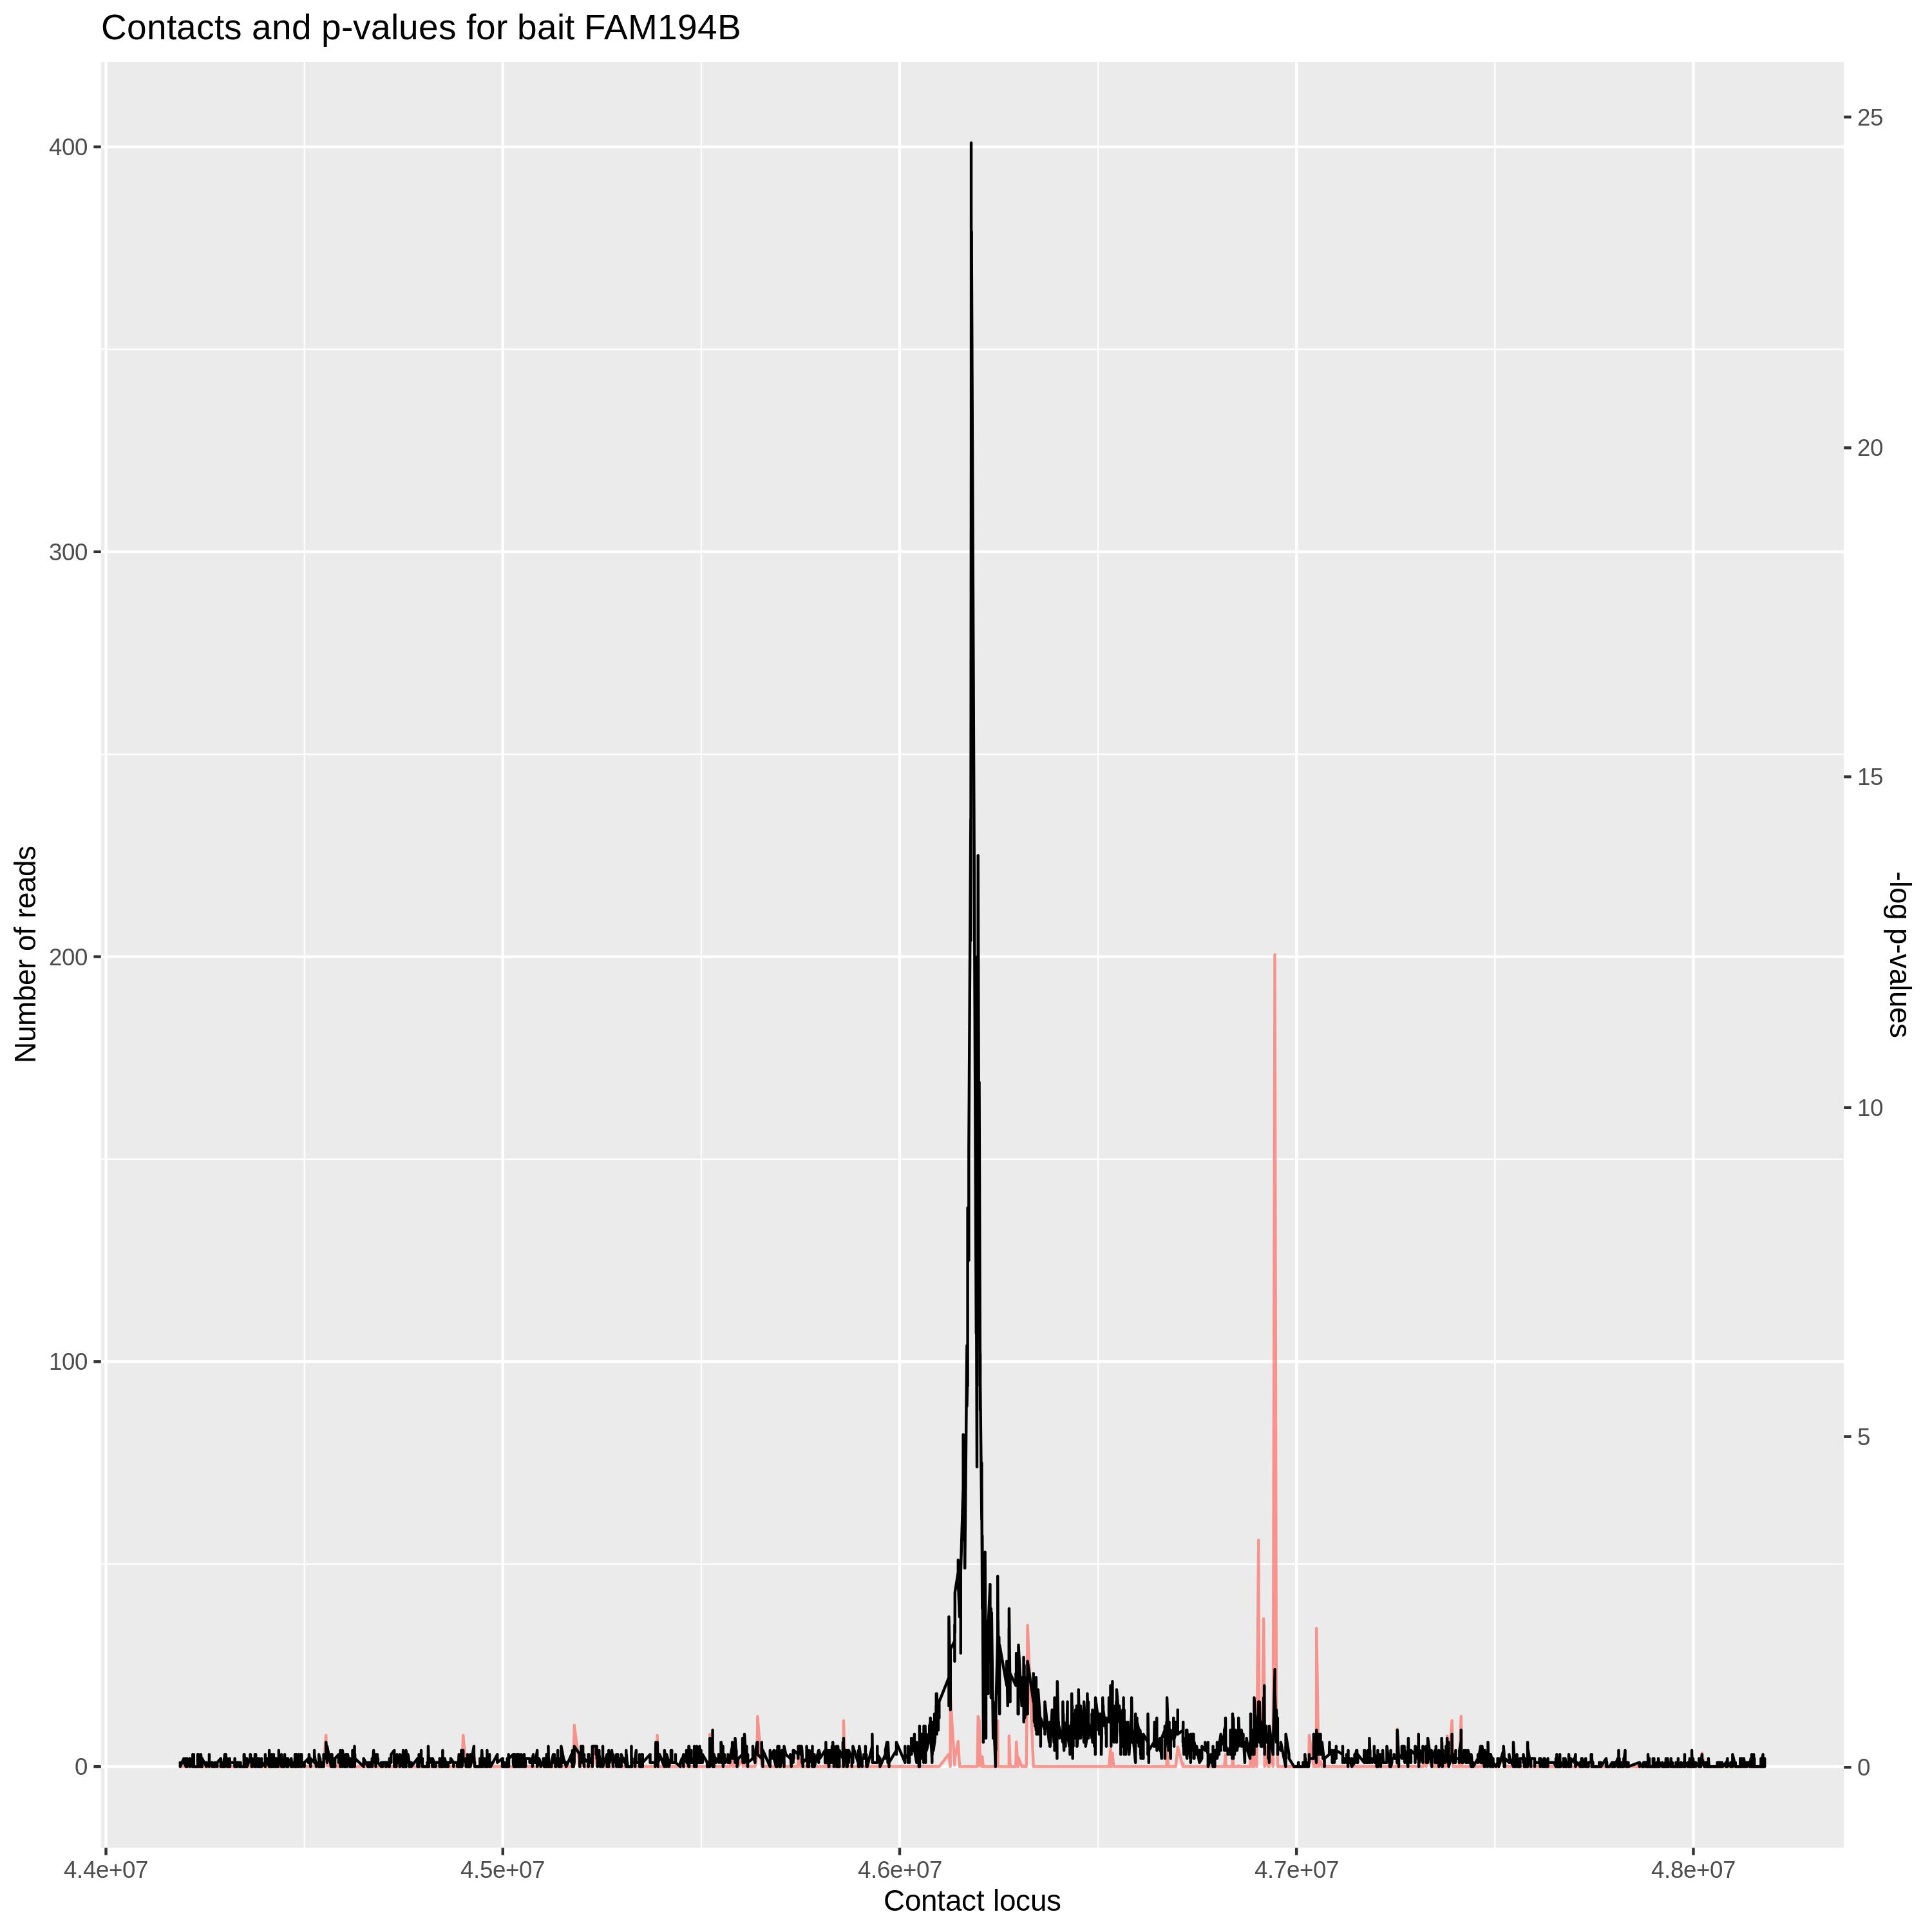 Contacts and p-values for bait FAM194B
400
300
200
100
0
Number of reads
25
20
15
10
5
0
-log p-values
4.4e+07
4.5e+07
4.6e+07
4.7e+07
4.8e+07
Contact locus